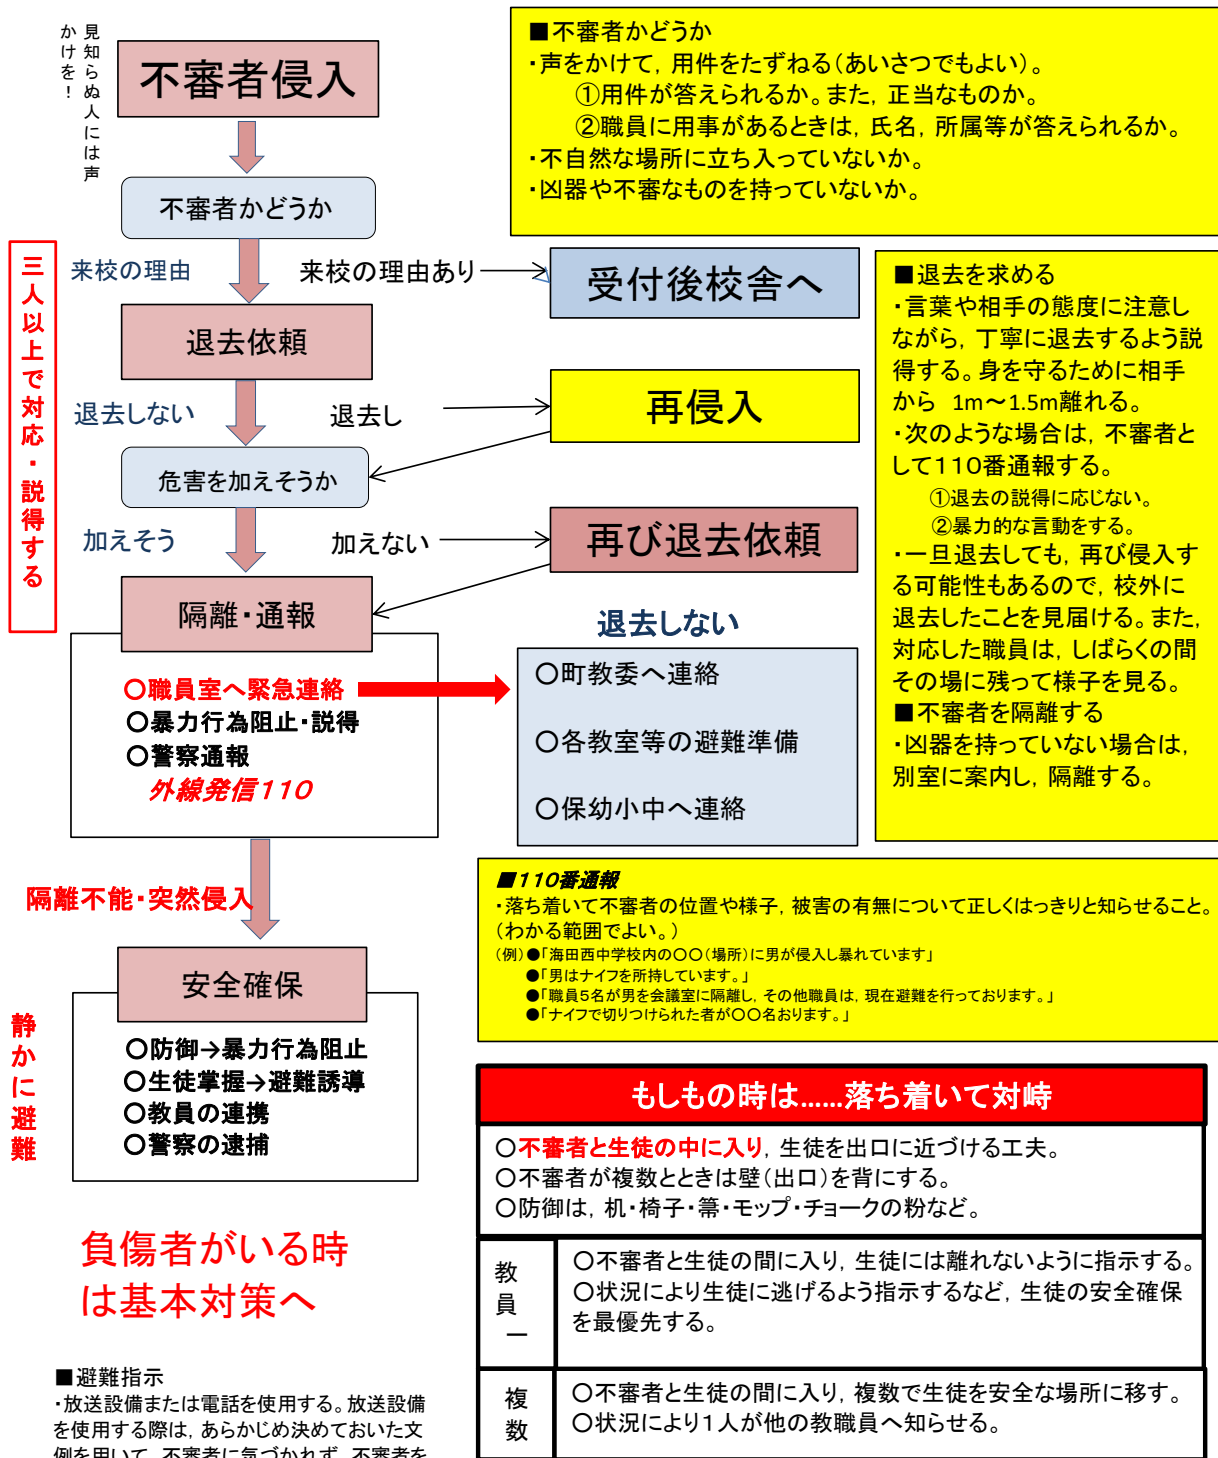 見知らぬ人には声
かけを！
不審者侵入
不審者かどうか
来校の理由
来校の理由あり
受付後校舎へ
三人以上で対応・説得する
退去依頼
退去しない
退去し
再侵入
危害を加えそうか
加えそう
加えない
再び退去依頼
隔離・通報
退去しない
○職員室へ緊急連絡
○暴力行為阻止・説得
○警察通報
外線発信１１０
○町教委へ連絡
○各教室等の避難準備
○保幼小中へ連絡
隔離不能・突然侵入
安全確保
静かに避難
○防御→暴力行為阻止
○生徒掌握→避難誘導
○教員の連携
○警察の逮捕
負傷者がいる時
は基本対策へ
■避難指示
・放送設備または電話を使用する。放送設備
を使用する際は，あらかじめ決めておいた文
例を用いて，不審者に気づかれず，不審者を
■不審者かどうか
・声をかけて，用件をたずねる（あいさつでもよい）。
①用件が答えられるか。また，正当なものか。
②職員に用事があるときは，氏名，所属等が答えられるか。
・不自然な場所に立ち入っていないか。
・凶器や不審なものを持っていないか。
■退去を求める
・言葉や相手の態度に注意し
ながら，丁寧に退去するよう説
得する。身を守るために相手
から 1m～1.5m離れる。
・次のような場合は，不審者と
して１１０番通報する。
①退去の説得に応じない。
②暴力的な言動をする。
・一旦退去しても，再び侵入す
る可能性もあるので，校外に
退去したことを見届ける。また，
対応した職員は，しばらくの間
その場に残って様子を見る。
■不審者を隔離する
・凶器を持っていない場合は，
別室に案内し，隔離する。
■１１０番通報
・落ち着いて不審者の位置や様子，被害の有無について正しくはっきりと知らせること。
（わかる範囲でよい。）
（例）●「海田西中学校内の〇〇（場所）に男が侵入し暴れています」
●「男はナイフを所持しています。」
●「職員５名が男を会議室に隔離し，その他職員は，現在避難を行っております。」
●「ナイフで切りつけられた者が〇〇名おります。」
もしもの時は……落ち着いて対峙
○不審者と生徒の中に入り，生徒を出口に近づける工夫。
○不審者が複数とときは壁（出口）を背にする。
○防御は，机・椅子・箒・モップ・チョークの粉など。
教員一
○不審者と生徒の間に入り，生徒には離れないように指示する。
○状況により生徒に逃げるよう指示するなど，生徒の安全確保
を最優先する。
複数
○不審者と生徒の間に入り，複数で生徒を安全な場所に移す。
○状況により１人が他の教職員へ知らせる。